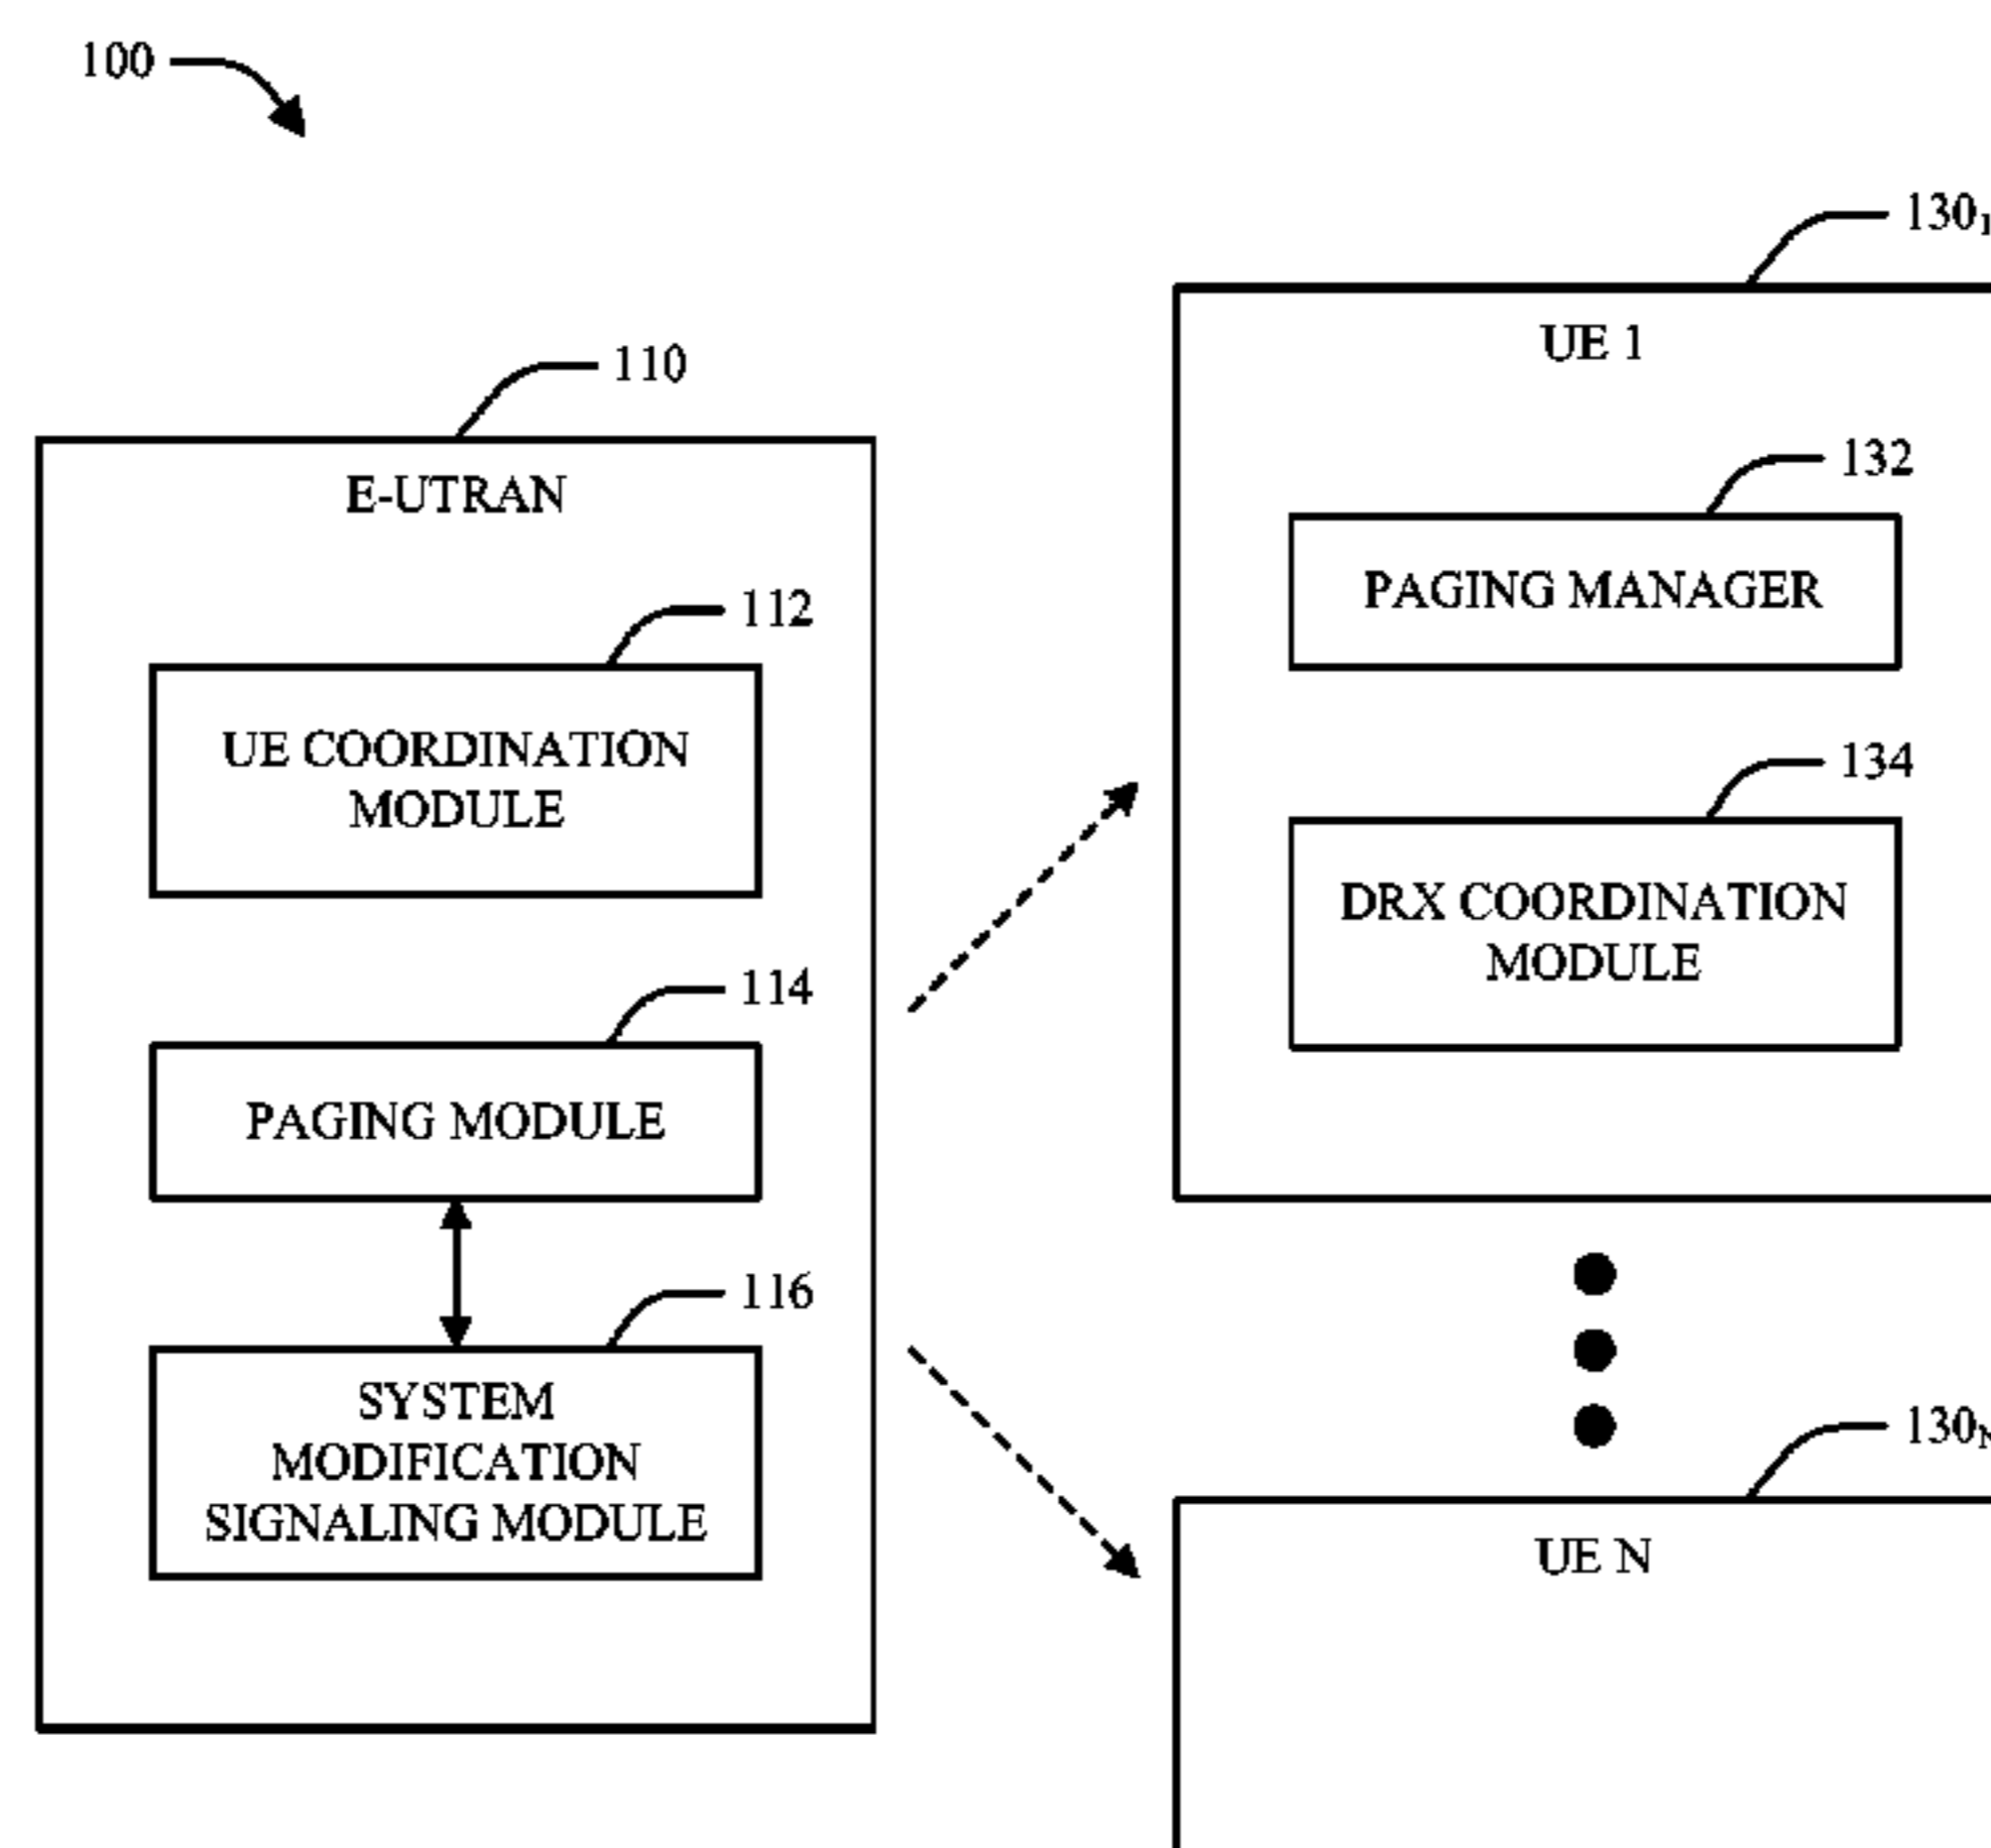 100
110
E-UTRAN
112
UE COORDINATION
MODULE
114
PAGING MODULE
116
SYSTEM
MODIFICATION
SIGNALING MODULE
130₁
UE 1
132
PAGING MANAGER
134
DRX COORDINATION
MODULE
130ₙ
UE N